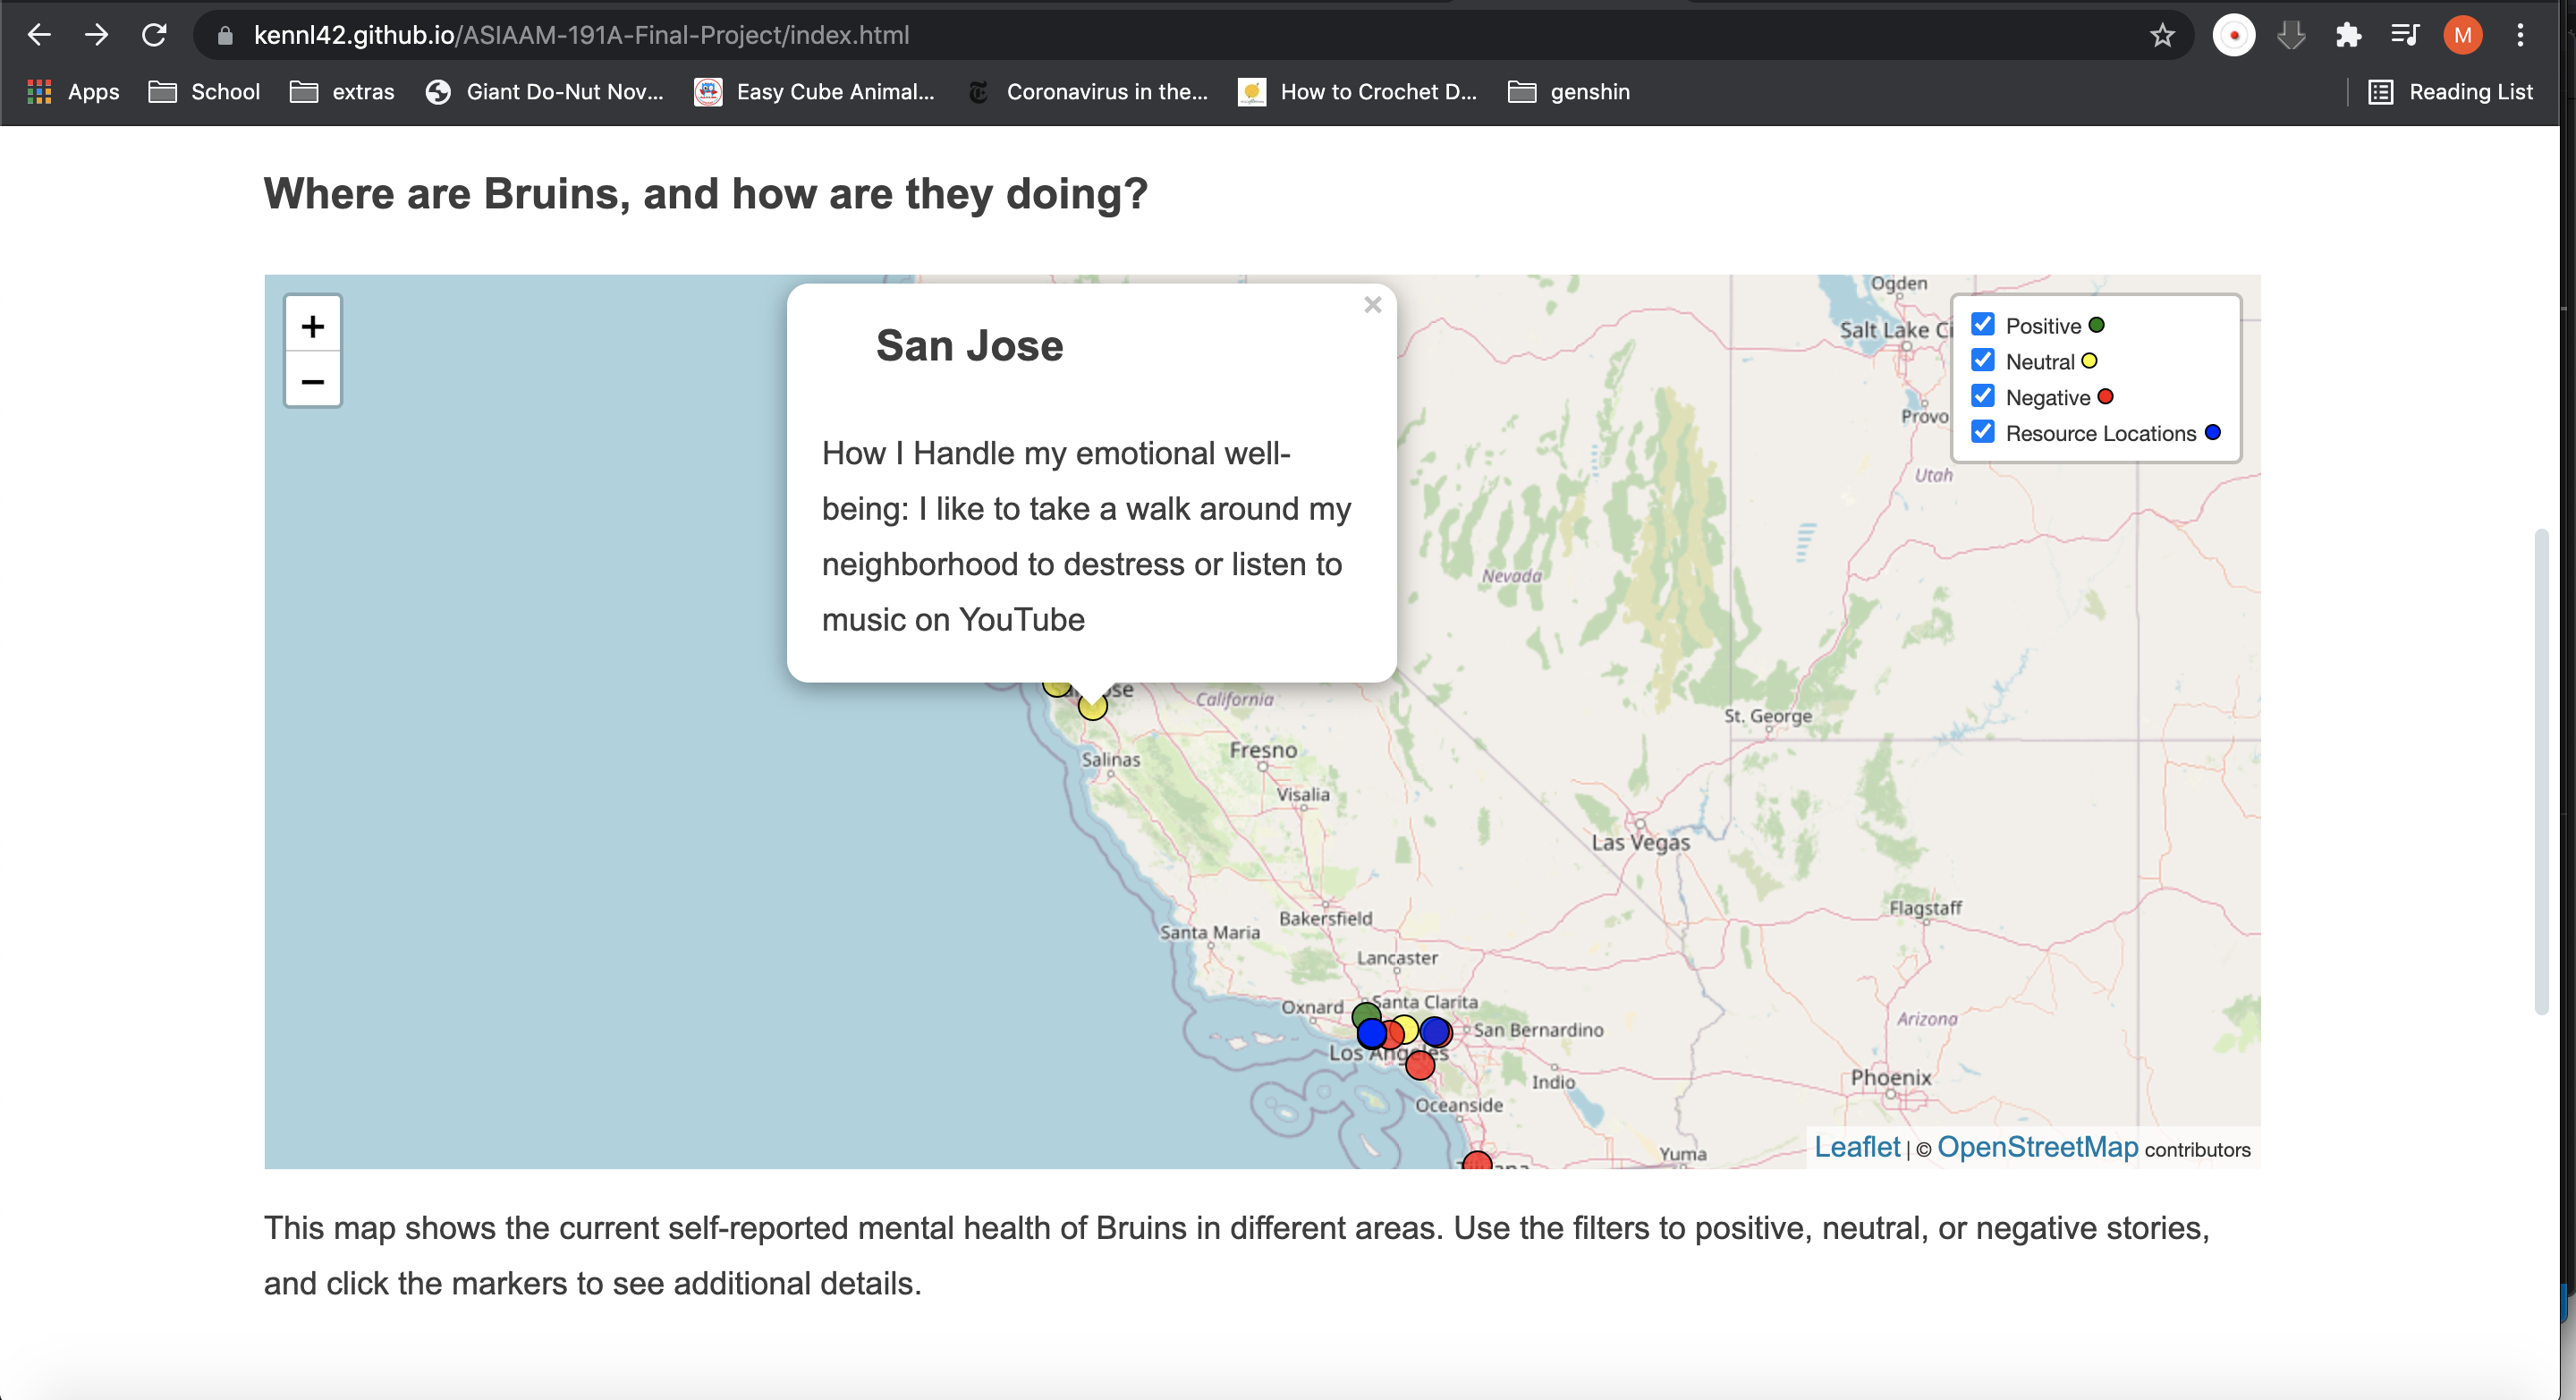 kennl42.github.io/ASIAAM-191A-Final-Project/index.html
M
Apps
School
extras
Giant Do-Nut Nov...
Easy Cube Animal...
Coronavirus in the...
How to Crochet D...
genshin
Reading List
Where are Bruins, and how are they doing?
+
−
San Jose
×
How I Handle my emotional well-
being: I like to take a walk around my
neighborhood to destress or listen to
music on YouTube
Positive
Neutral
Negative
Resource Locations
Ogden
Salt Lake Ci
Provo
Utah
Nevada
California
St. George
Fresno
Salinas
Visalia
Las Vegas
Bakersfield
Flagstaff
Santa Maria
Lancaster
Oxnard
Santa Clarita
San Bernardino
Arizona
Los Angeles
Indio
Phoenix
Oceanside
Yuma
Leaflet | © OpenStreetMap contributors
This map shows the current self-reported mental health of Bruins in different areas. Use the filters to positive, neutral, or negative stories,
and click the markers to see additional details.